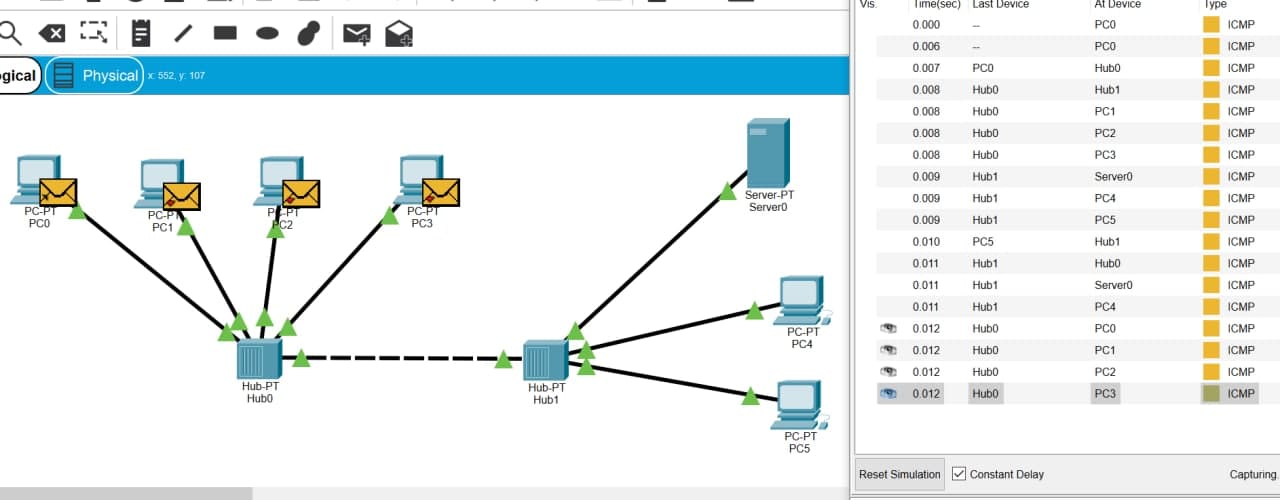 Vis. Time(sec) Last Device At Device Type
gical Physical x: 552, y: 107
PC-PT
PC0
PC-PT
PC1
PC-PT
PC2
PC-PT
PC3
Server-PT
Server0
PC-PT
PC4
PC-PT
PC5
Hub-PT
Hub0
Hub-PT
Hub1
0.000 -- PC0 ICMP
0.006 -- PC0 ICMP
0.007 PC0 Hub0 ICMP
0.008 Hub0 Hub1 ICMP
0.008 Hub0 PC1 ICMP
0.008 Hub0 PC2 ICMP
0.008 Hub0 PC3 ICMP
0.009 Hub1 Server0 ICMP
0.009 Hub1 PC4 ICMP
0.009 Hub1 PC5 ICMP
0.010 PC5 Hub1 ICMP
0.011 Hub1 Hub0 ICMP
0.011 Hub1 Server0 ICMP
0.011 Hub1 PC4 ICMP
0.012 Hub0 PC0 ICMP
0.012 Hub0 PC1 ICMP
0.012 Hub0 PC2 ICMP
0.012 Hub0 PC3 ICMP
Reset Simulation Constant Delay Capturing